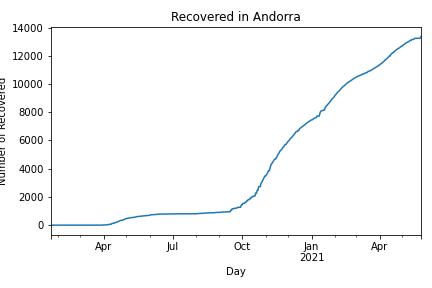 Recovered in Andorra
14000
12000
10000
8000
6000
4000
2000
0
Number of Recovered
Apr
Jul
Oct
Jan
2021
Apr
Day